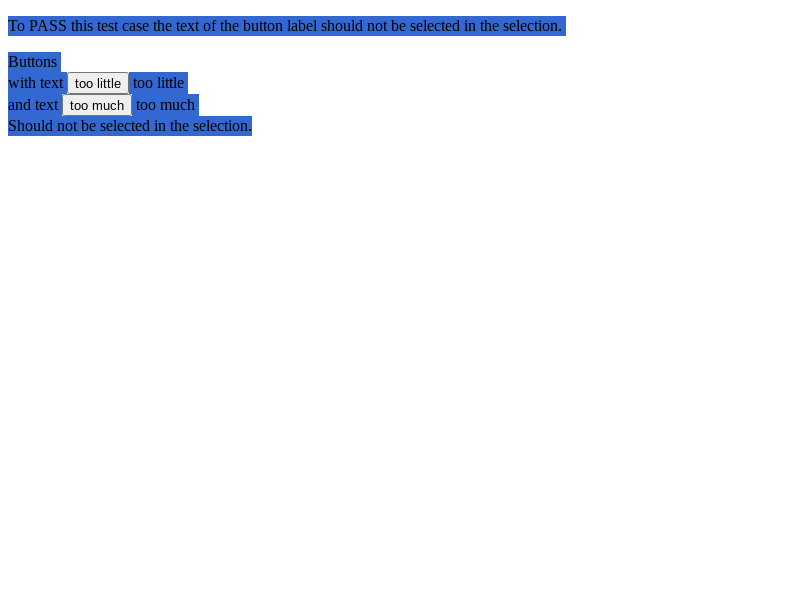 To PASS this test case the text of the button label should not be selected in the selection.
Buttons
with text too little too little
and text too much too much
Should not be selected in the selection.